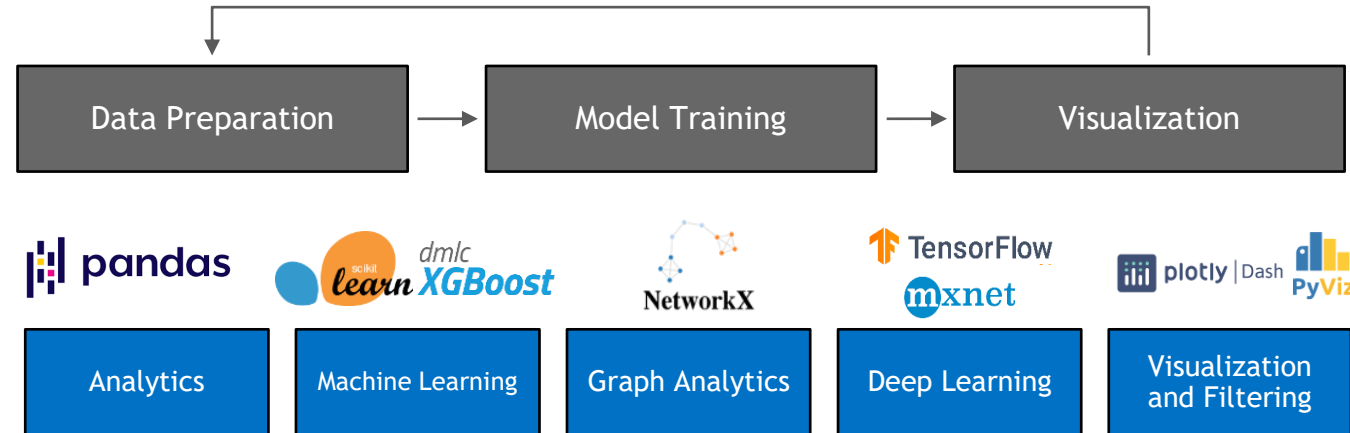 Data Preparation
Model Training
Visualization
pandas
scikit
learn
dmlc
XGBoost
NetworkX
TensorFlow
mxnet
plotly | Dash
PyViz
Analytics
Machine Learning
Graph Analytics
Deep Learning
Visualization
and Filtering